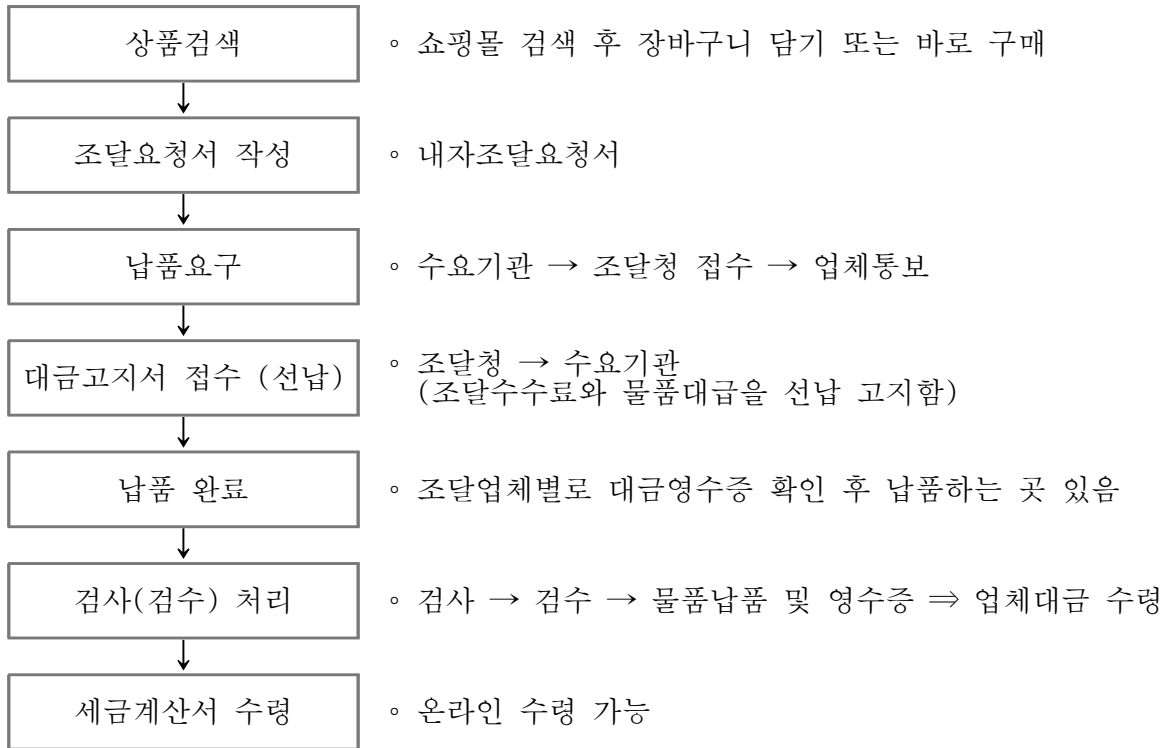 상품검색
◦ 쇼핑몰 검색 후 장바구니 담기 또는 바로 구매
조달요청서 작성
◦ 내자조달요청서
납품요구
◦ 수요기관 → 조달청 접수 → 업체통보
대금고지서 접수 (선납)
◦ 조달청 → 수요기관
(조달수수료와 물품대급을 선납 고지함)
납품 완료
◦ 조달업체별로 대금영수증 확인 후 납품하는 곳 있음
검사(검수) 처리
◦ 검사 → 검수 → 물품납품 및 영수증 ⇒ 업체대금 수령
세금계산서 수령
◦ 온라인 수령 가능